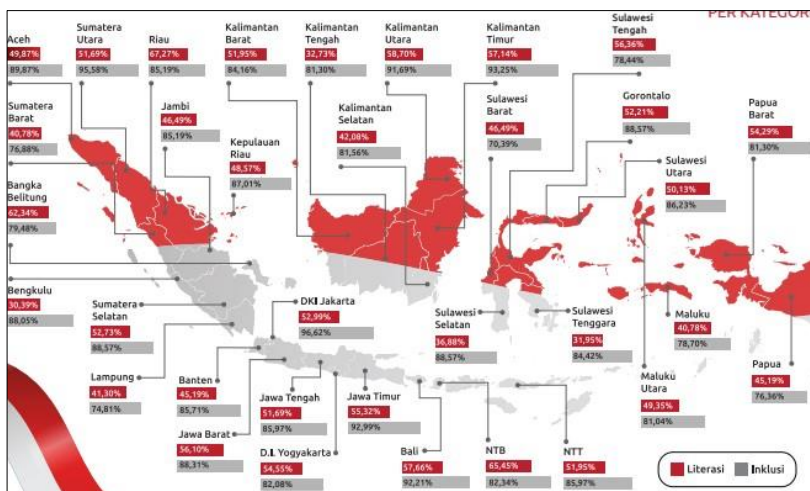 PER KATEGOR
Aceh
49,87%
89,87%
Sumatera
Utara
51,69%
95,58%
Riau
67,27%
85,19%
Kalimantan
Barat
51,95%
84,16%
Kalimantan
Tengah
32,73%
81,30%
Kalimantan
Utara
58,70%
91,69%
Kalimantan
Timur
57,14%
93,25%
Sulawesi
Tengah
56,36%
78,44%
Sumatera
Barat
40,78%
76,88%
Jambi
46,49%
85,19%
Kepulauan
Riau
48,57%
87,01%
Kalimantan
Selatan
42,08%
81,56%
Sulawesi
Barat
46,49%
70,39%
Gorontalo
52,21%
88,57%
Papua
Barat
54,29%
81,30%
Sulawesi
Utara
50,13%
86,23%
Bangka
Belitung
62,34%
79,48%
Bengkulu
30,39%
88,05%
Sumatera
Selatan
52,73%
88,57%
DKI Jakarta
52,99%
96,62%
Sulawesi
Selatan
36,88%
88,57%
Sulawesi
Tenggara
31,95%
84,42%
Maluku
40,78%
78,70%
Papua
45,19%
76,36%
Lampung
41,30%
74,81%
Banten
45,19%
85,71%
Jawa Tengah
51,69%
85,97%
Jawa Timur
55,32%
92,99%
Maluku
Utara
49,35%
81,04%
Jawa Barat
56,10%
88,31%
D.I. Yogyakarta
54,55%
82,08%
Bali
57,66%
92,21%
NTB
65,45%
82,34%
NTT
51,95%
85,97%
Literasi
Inklusi